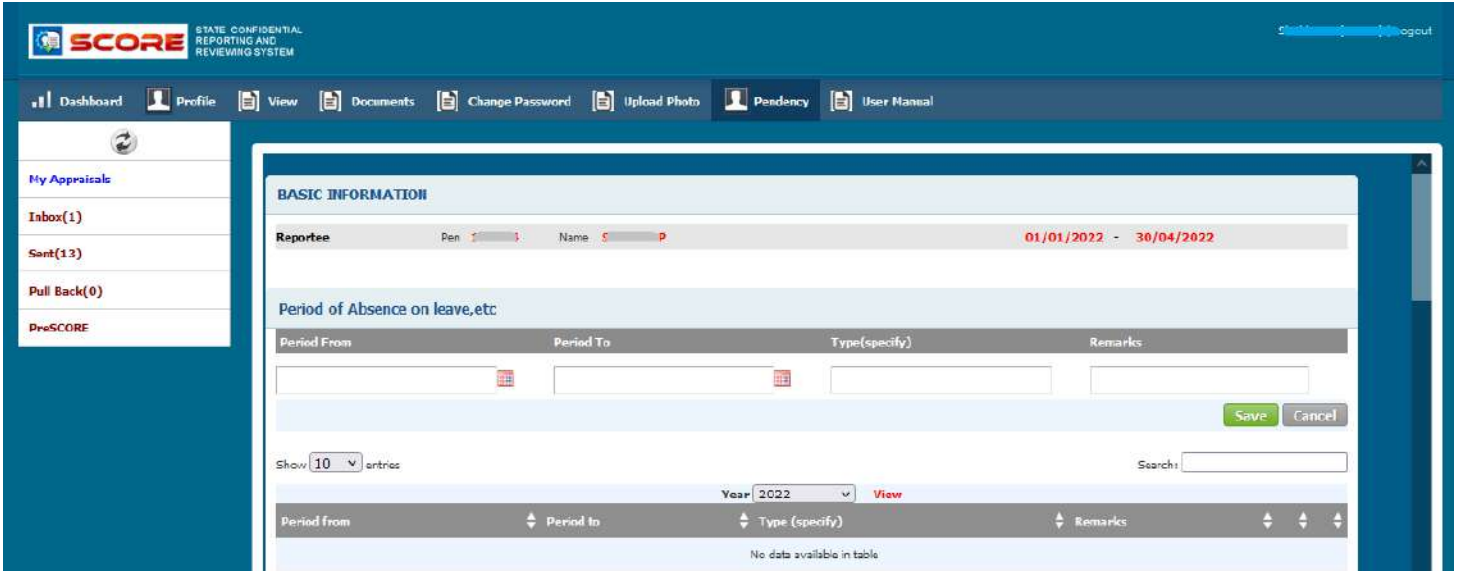 SCORE STATE CONFIDENTIAL
REPORTING AND
REVIEWING SYSTEM
ogout
Dashboard Profile View Documents Change Password Upload Photo Pendency User Manual
My Appraisals
Inbox(1)
Sent(13)
Pull Back(0)
PreSCORE
BASIC INFORMATION
Reportee Pen Name S P 01/01/2022 - 30/04/2022
Period of Absence on leave,etc
Period From Period To Type(specify) Remarks
Save Cancel
Show 10 entries Search:
Year 2022 View
Period from Period to Type (specify) Remarks
No data available in table